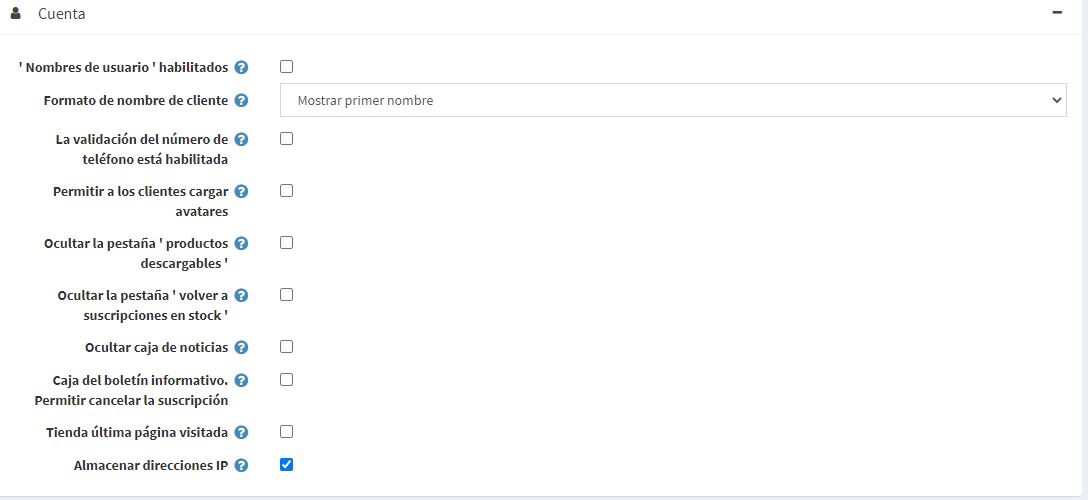 Cuenta
' Nombres de usuario ' habilitados
Formato de nombre de cliente
Mostrar primer nombre
La validación del número de
teléfono está habilitada
Permitir a los clientes cargar
avatares
Ocultar la pestaña ' productos
descargables '
Ocultar la pestaña ' volver a
suscripciones en stock '
Ocultar caja de noticias
Caja del boletín informativo.
Permitir cancelar la suscripción
Tienda última página visitada
Almacenar direcciones IP